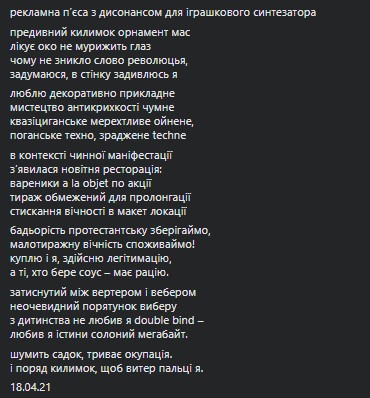 рекламна п'єса з дисонансом для іграшкового синтезатора
предивний килимок орнамент мас
лікує око не мурижить глаз
чому не зникло слово революцья,
задумаюся, в стінку задивлюсь я
люблю декоративно прикладне
мистецтво антикрихкості чумне
квазіциганське мерехтливе ойнене,
поганське техно, зраджене techne
в контексті чинної маніфестації
з'явилася новітня ресторація:
вареники a la objet по акції
тираж обмежений для пролонгації
стискання вічності в макет локації
бадьорість протестантську зберігаймо,
малотиражну вічність споживаймо!
куплю і я, здійсню легітимацію,
а ті, хто бере соус – має рацію.
затиснутий між вертером і вебером
неочевидний порятунок виберу
з дитинства не любив я double bind –
любив я істини солоний мегабайт.
шумить садок, триває окупація.
і поряд килимок, щоб витер пальці я.
18.04.21